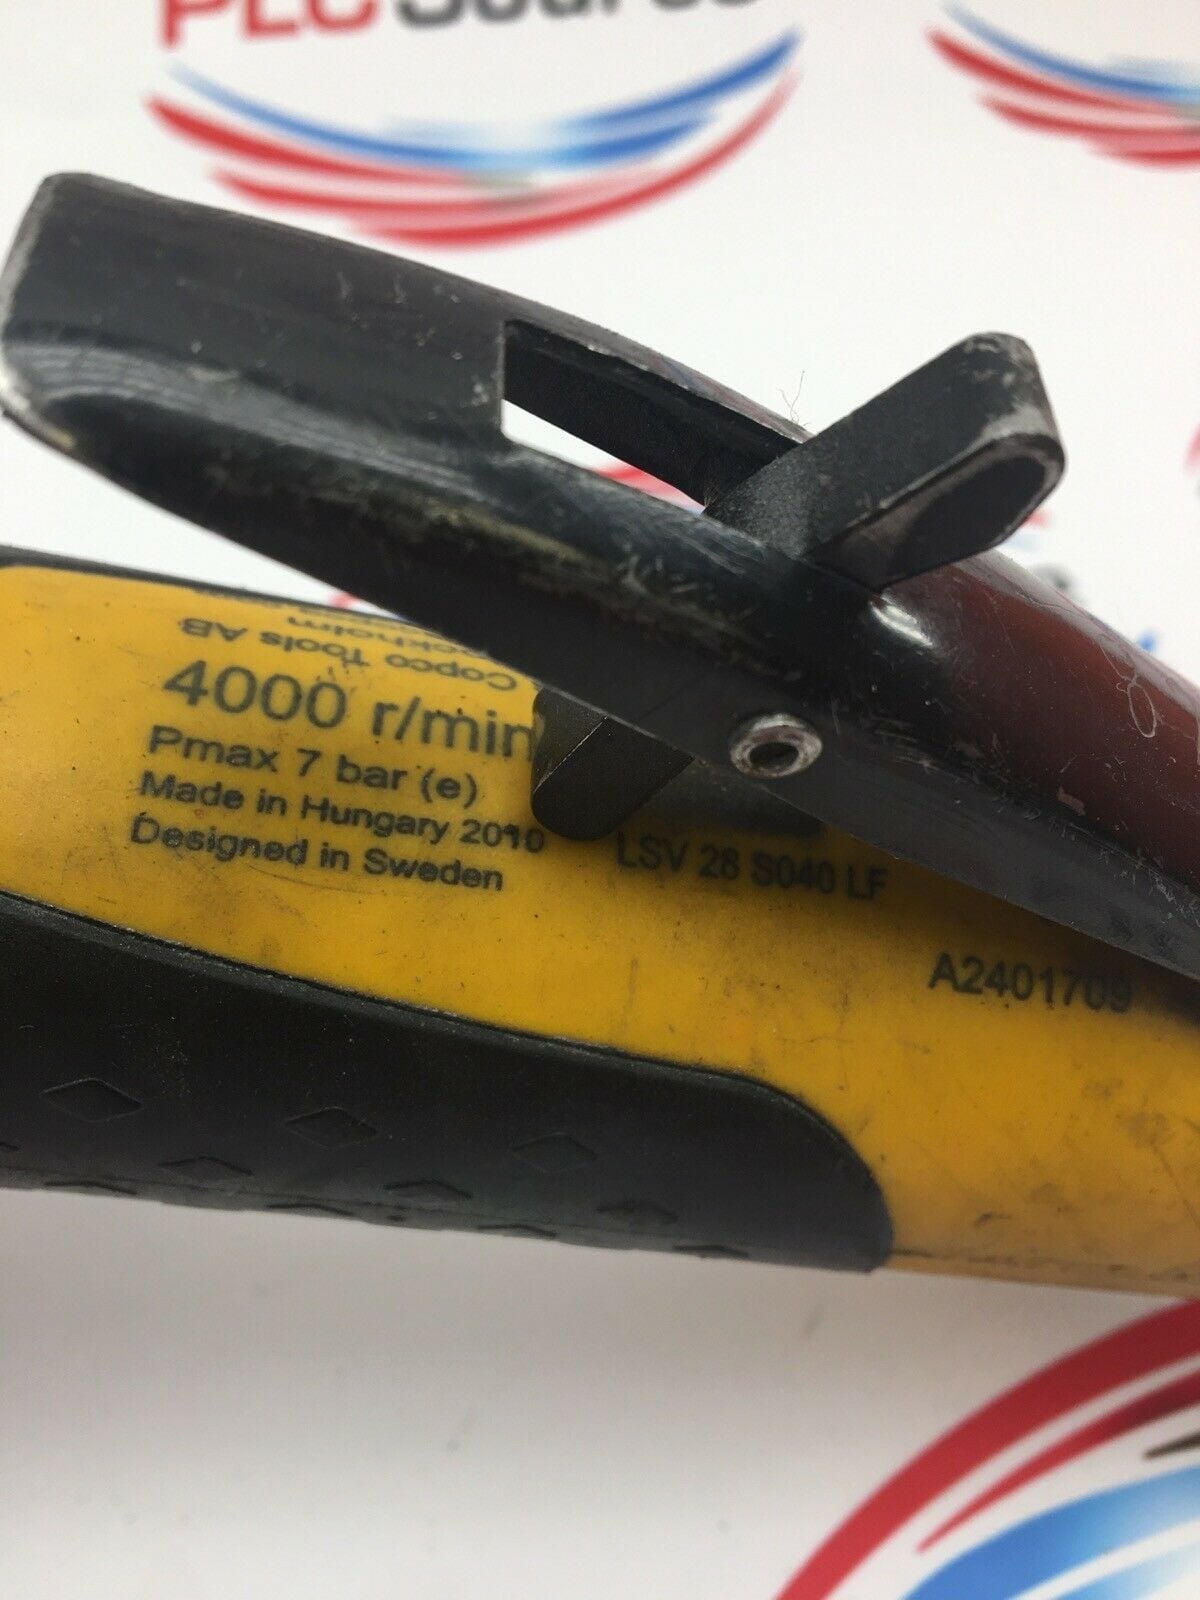 PLC Source
Copco Tools AB
4000 r/min
Pmax 7 bar (e)
Made in Hungary 2010
Designed in Sweden
LSV 28 S040 LF
A2401709